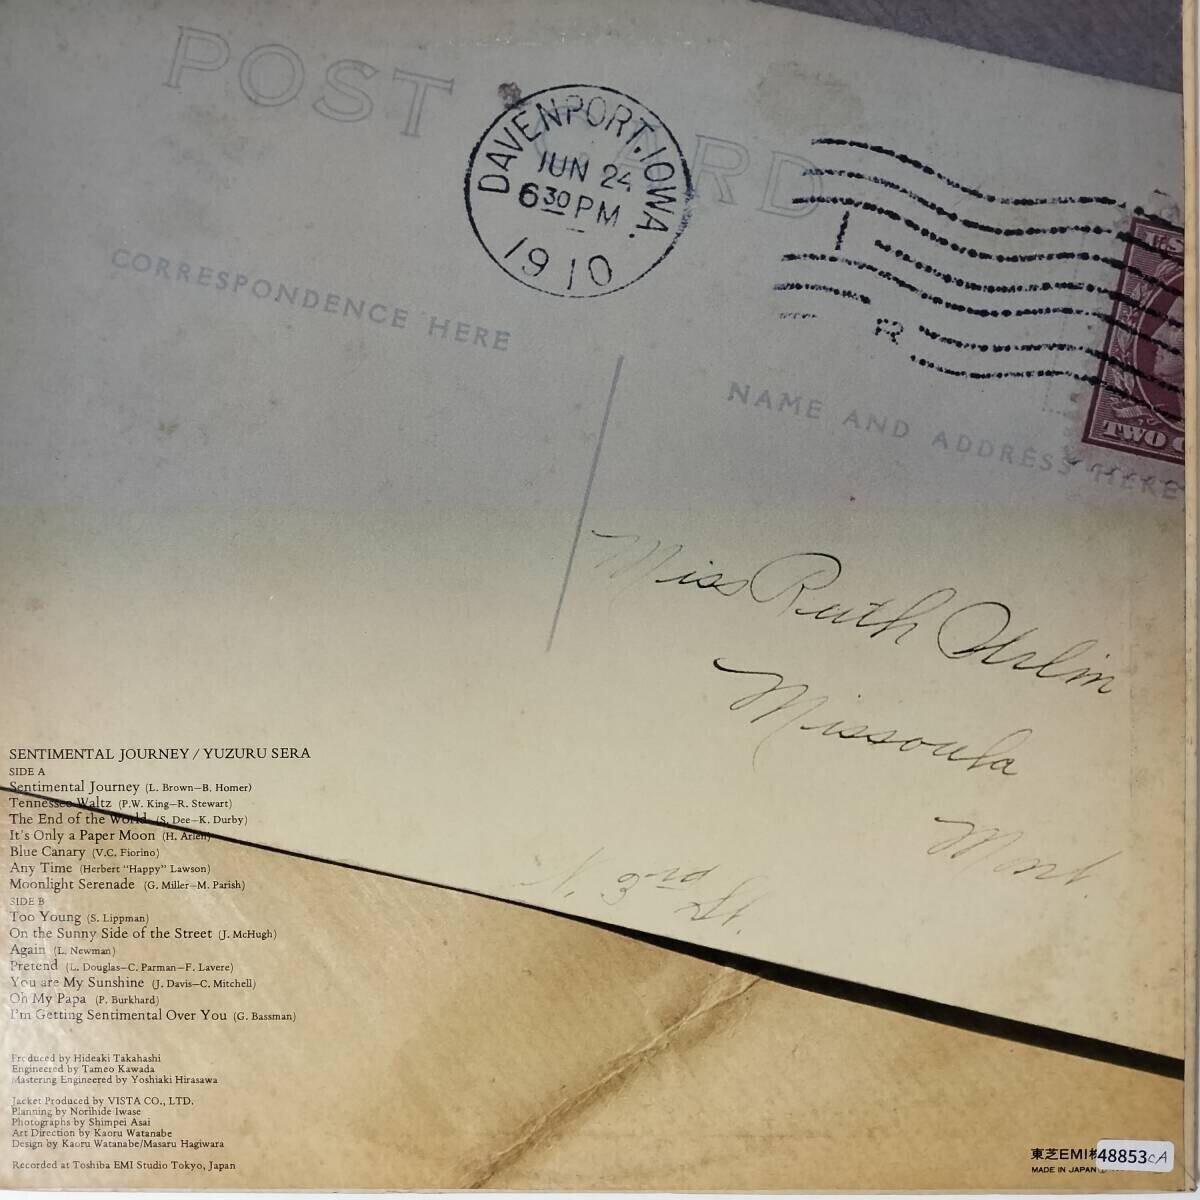 POST CARD
DAVENPORT, IOWA.
JUN 24
6 30 PM
1910
R
U.S.
TWO C
CORRESPONDENCE HERE
NAME AND ADDRESS HERE
Miss Ruth
Missoula
Mont.
N. 3rd St.
SENTIMENTAL JOURNEY / YUZURU SERA
SIDE A
Sentimental Journey (L. Brown—B. Homer)
Tennessee Waltz (P.W. King—R. Stewart)
The End of the World (S. Dee—K. Durby)
It's Only a Paper Moon (H. Arlen)
Blue Canary (V.C. Fiorino)
Any Time (Herbert "Happy" Lawson)
Moonlight Serenade (G. Miller—M. Parish)
SIDE B
Too Young (S. Lippman)
On the Sunny Side of the Street (J. McHugh)
Again (L. Newman)
Pretend (L. Douglas—C. Parman—F. Lavere)
You are My Sunshine (J. Davis—C. Mitchell)
Oh My Papa (P. Burkhard)
I'm Getting Sentimental Over You (G. Bassman)
Produced by Hideaki Takahashi
Engineered by Tameo Kawada
Mastering Engineered by Yoshiaki Hirasawa
Jacket Produced by VISTA CO., LTD.
Planning by Norihide Iwase
Photographs by Shimpei Asai
Art Direction by Kaoru Watanabe
Design by Kaoru Watanabe/Masaru Hagiwara
Recorded at Toshiba EMI Studio Tokyo, Japan
東芝EMI株
48853cA
MADE IN JAPAN